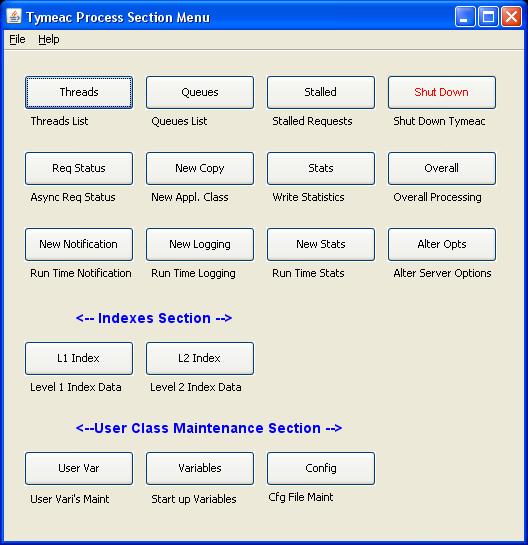 Tymeac Process Section Menu
File Help
Threads Queues Stalled Shut Down
Threads List Queues List Stalled Requests Shut Down Tymeac
Req Status New Copy Stats Overall
Async Req Status New Appl. Class Write Statistics Overall Processing
New Notification New Logging New Stats Alter Opts
Run Time Notification Run Time Logging Run Time Stats Alter Server Options
<-- Indexes Section -->
L1 Index L2 Index
Level 1 Index Data Level 2 Index Data
<--User Class Maintenance Section -->
User Var Variables Config
User Vari's Maint Start up Variables Cfg File Maint